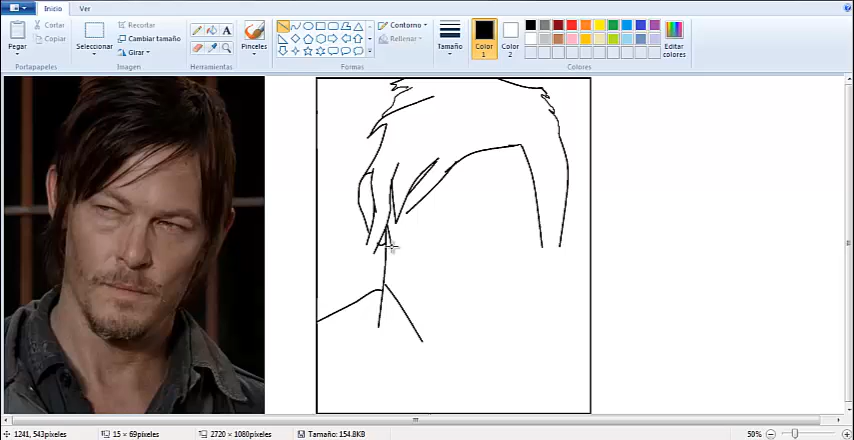 Inicio Ver
Pegar
Cortar
Copiar
Portapapeles
Seleccionar
Recortar
Cambiar tamaño
Girar
Imagen
A
Herramientas
Pinceles
Contorno
Rellenar
Formas
Tamaño
Color 1
Color 2
Editar colores
Colores
1241, 543píxeles
15 × 69píxeles
2720 × 1080píxeles
Tamaño: 154.8KB
50%